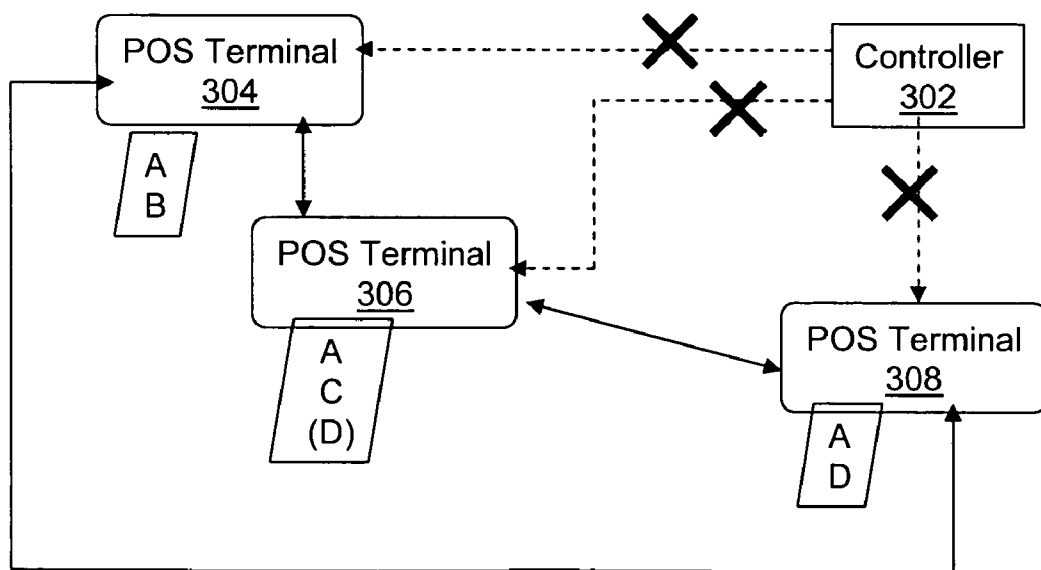 POS Terminal
304
Controller
302
A
B
POS Terminal
306
A
C
(D)
POS Terminal
308
A
D